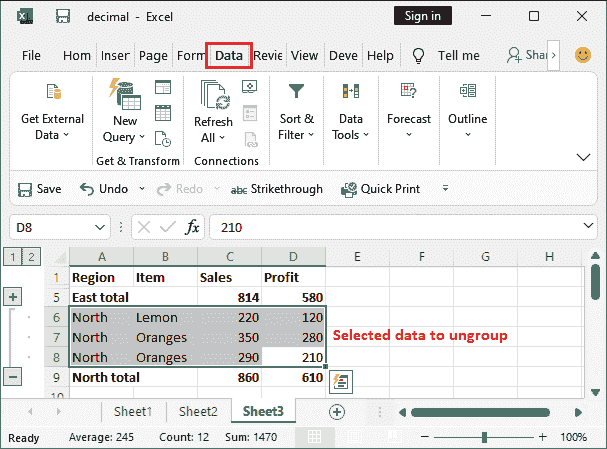 decimal - Excel Sign in
File Hom Inser Page Form Data Revie View Deve Help Tell me Shar
Get External Data New Query Refresh All Sort & Filter Data Tools Forecast Outline
Get & Transform Connections
Save Undo Redo abc Strikethrough Quick Print
D8 fx 210
1 2 A B C D E F G H
1 Region Item Sales Profit
5 East total 814 580
6 North Lemon 220 120
7 North Oranges 350 280 Selected data to ungroup
8 North Oranges 290 210
9 North total 860 610
10
Sheet1 Sheet2 Sheet3
Ready Average: 245 Count: 12 Sum: 1470 100%